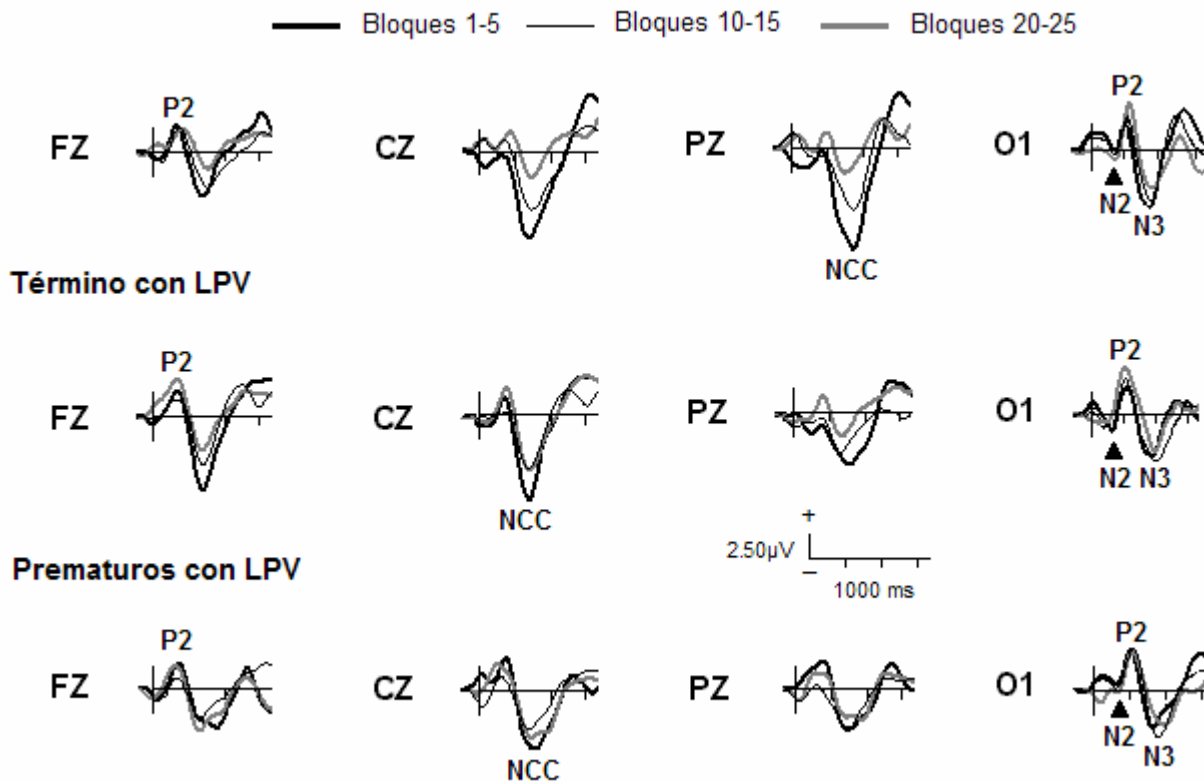 Bloques 1-5 Bloques 10-15 Bloques 20-25
P2 P2
FZ CZ PZ O1
N2 N3
NCC
Término con LPV
P2 P2
FZ CZ PZ O1
N2 N3
NCC
+
2.50µV
–
1000 ms
Prematuros con LPV
P2 P2
FZ CZ PZ O1
N2 N3
NCC